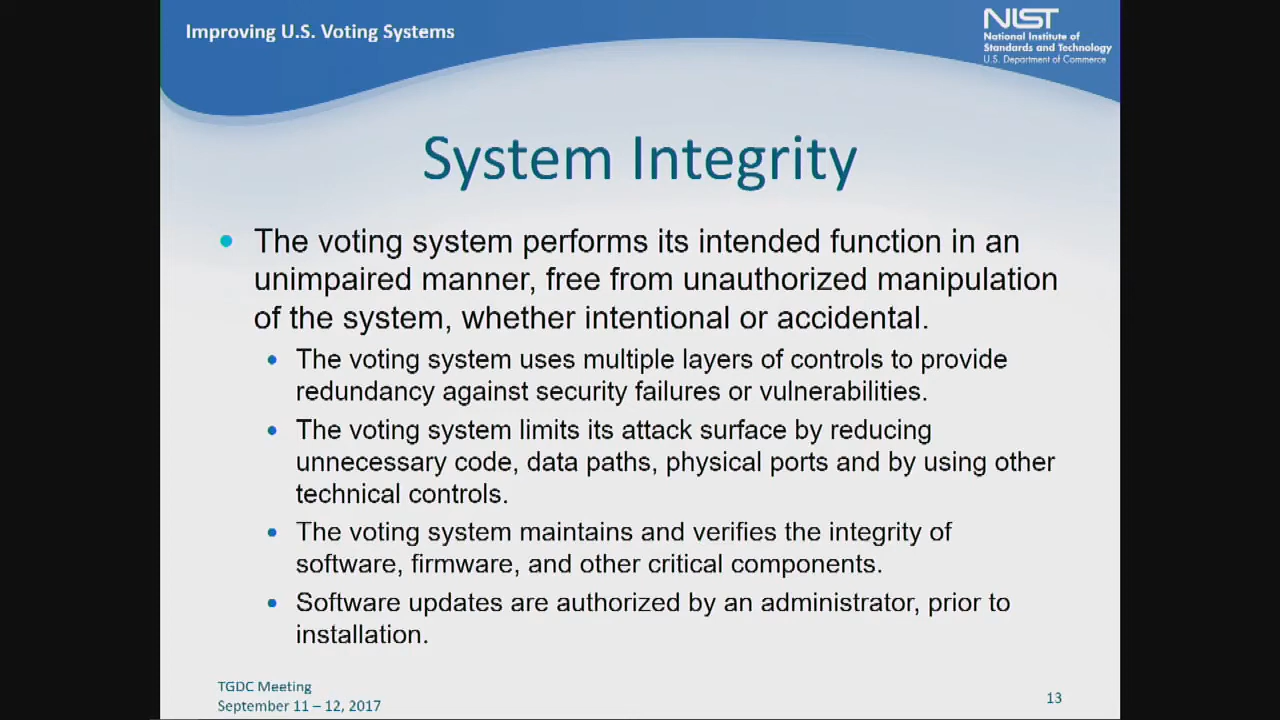 Improving U.S. Voting Systems
NIST
National Institute of
Standards and Technology
U.S. Department of Commerce
System Integrity
• The voting system performs its intended function in an
unimpaired manner, free from unauthorized manipulation
of the system, whether intentional or accidental.
• The voting system uses multiple layers of controls to provide
redundancy against security failures or vulnerabilities.
• The voting system limits its attack surface by reducing
unnecessary code, data paths, physical ports and by using other
technical controls.
• The voting system maintains and verifies the integrity of
software, firmware, and other critical components.
• Software updates are authorized by an administrator, prior to
installation.
TGDC Meeting
September 11 – 12, 2017
13